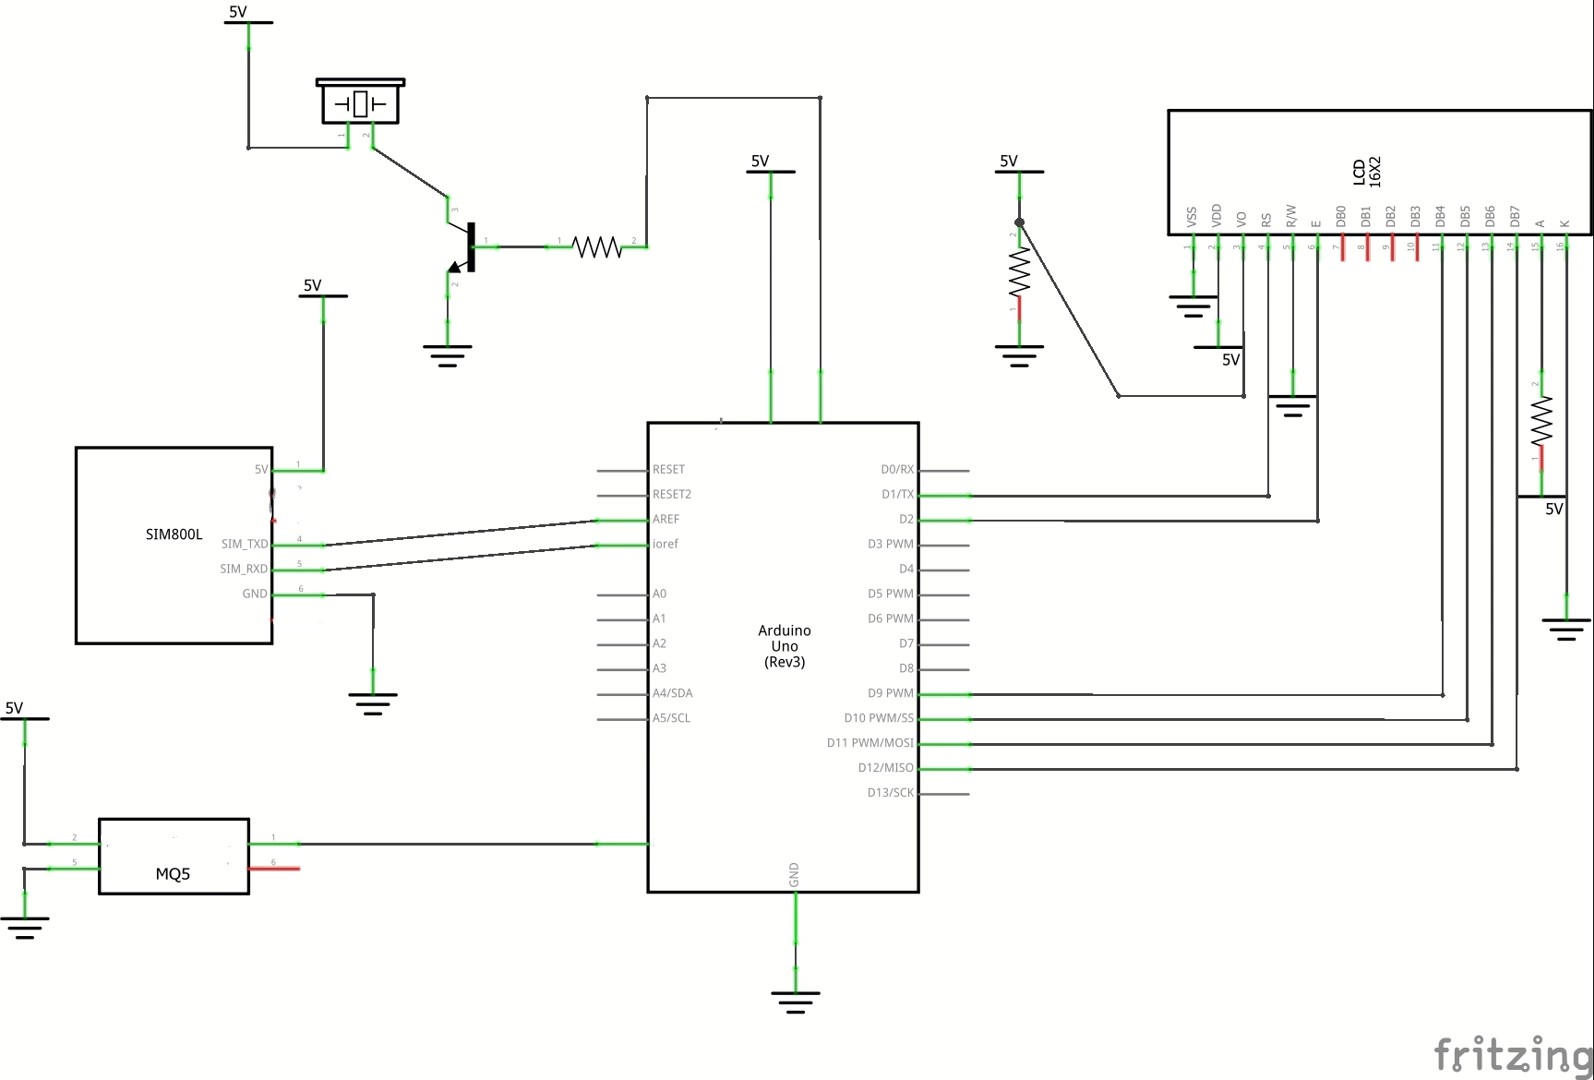 5V
1
2
3
1
2
1
2
5V
5V
2
1
LCD
16X2
VSS
VDD
VO
RS
R/W
E
DB0
DB1
DB2
DB3
DB4
DB5
DB6
DB7
A
K
1
2
3
4
5
6
7
8
9
10
11
12
13
14
15
16
5V
5V
2
1
5V
SIM800L
5V
1
SIM_TXD
4
SIM_RXD
5
GND
6
RESET
RESET2
AREF
ioref
A0
A1
A2
A3
A4/SDA
A5/SCL
Arduino
Uno
(Rev3)
D0/RX
D1/TX
D2
D3 PWM
D4
D5 PWM
D6 PWM
D7
D8
D9 PWM
D10 PWM/SS
D11 PWM/MOSI
D12/MISO
D13/SCK
GND
5V
2
5
MQ5
1
6
fritzing